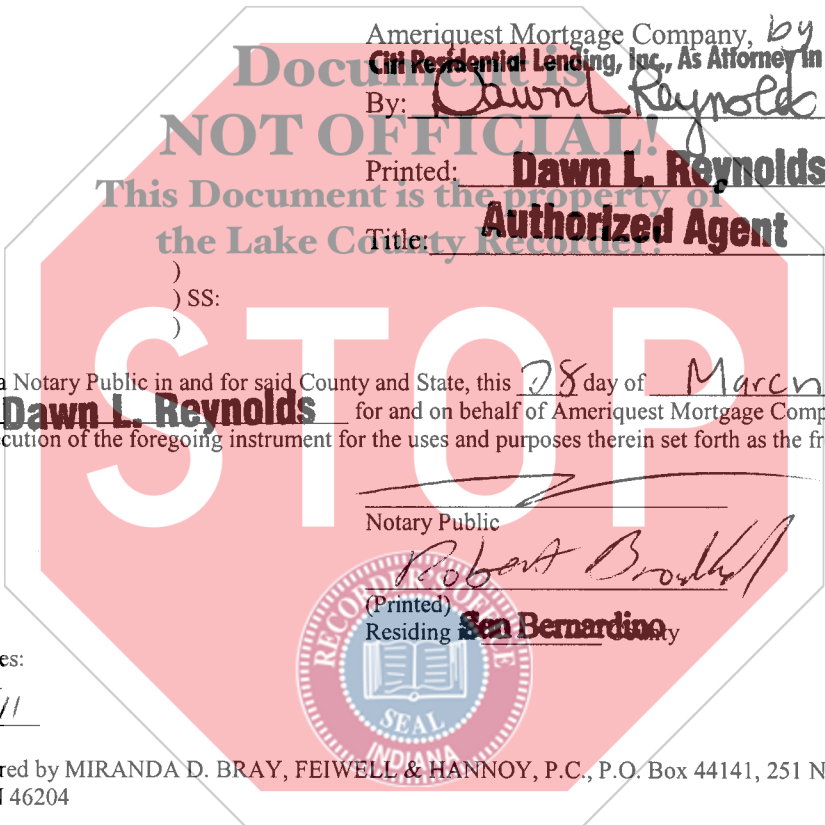 Ameriquest Mortgage Company, by
Citi Residential Lending, Inc., As Attorney In
By: Dawn L Reynolds
Printed: Dawn L. Reynolds
Title: Authorized Agent
Document is
NOT OFFICIAL!
This Document is the property of
the Lake County Recorder!
)
) SS:
)
STOP
a Notary Public in and for said County and State, this 28 day of March
Dawn L. Reynolds for and on behalf of Ameriquest Mortgage Comp
cution of the foregoing instrument for the uses and purposes therein set forth as the fr
Notary Public
Robert
(Printed)
Residing in San Bernardino County
RECORDER'S OFFICE
SEAL
INDIANA
es:
/11
red by MIRANDA D. BRAY, FEIWELL & HANNOY, P.C., P.O. Box 44141, 251 N
46204